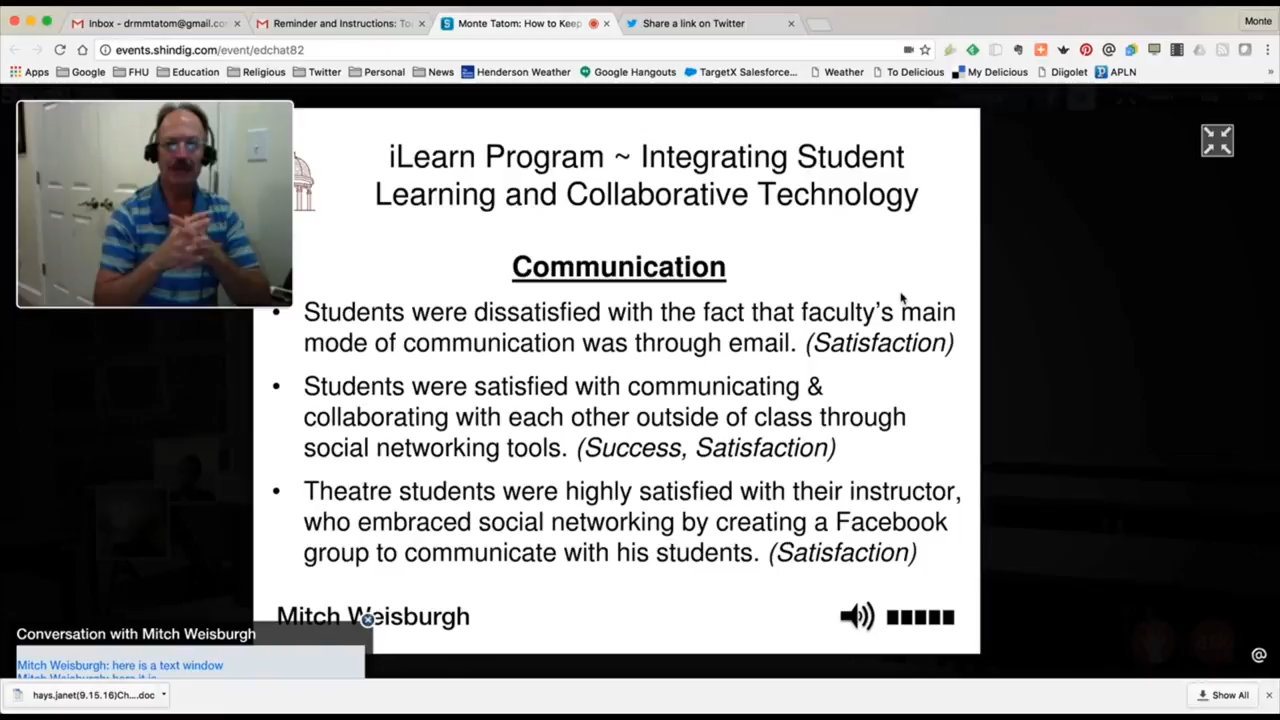 Inbox - drmmtatom@gmail.co
Reminder and Instructions: To
Monte Tatom: How to Keep
Share a link on Twitter
Monte
events.shindig.com/event/edchat82
Apps
Google
FHU
Education
Religious
Twitter
Personal
News
Henderson Weather
Google Hangouts
TargetX Salesforce...
Weather
To Delicious
My Delicious
Diigolet
APLN
»
iLearn Program ~ Integrating Student
Learning and Collaborative Technology
Communication
• Students were dissatisfied with the fact that faculty’s main
mode of communication was through email. (Satisfaction)
• Students were satisfied with communicating &
collaborating with each other outside of class through
social networking tools. (Success, Satisfaction)
• Theatre students were highly satisfied with their instructor,
who embraced social networking by creating a Facebook
group to communicate with his students. (Satisfaction)
Mitch Weisburgh
Conversation with Mitch Weisburgh
Mitch Weisburgh: here is a text window
Mitch Weisburgh: here it is
@
hays.janet(9.15.16)Ch....doc
Show All